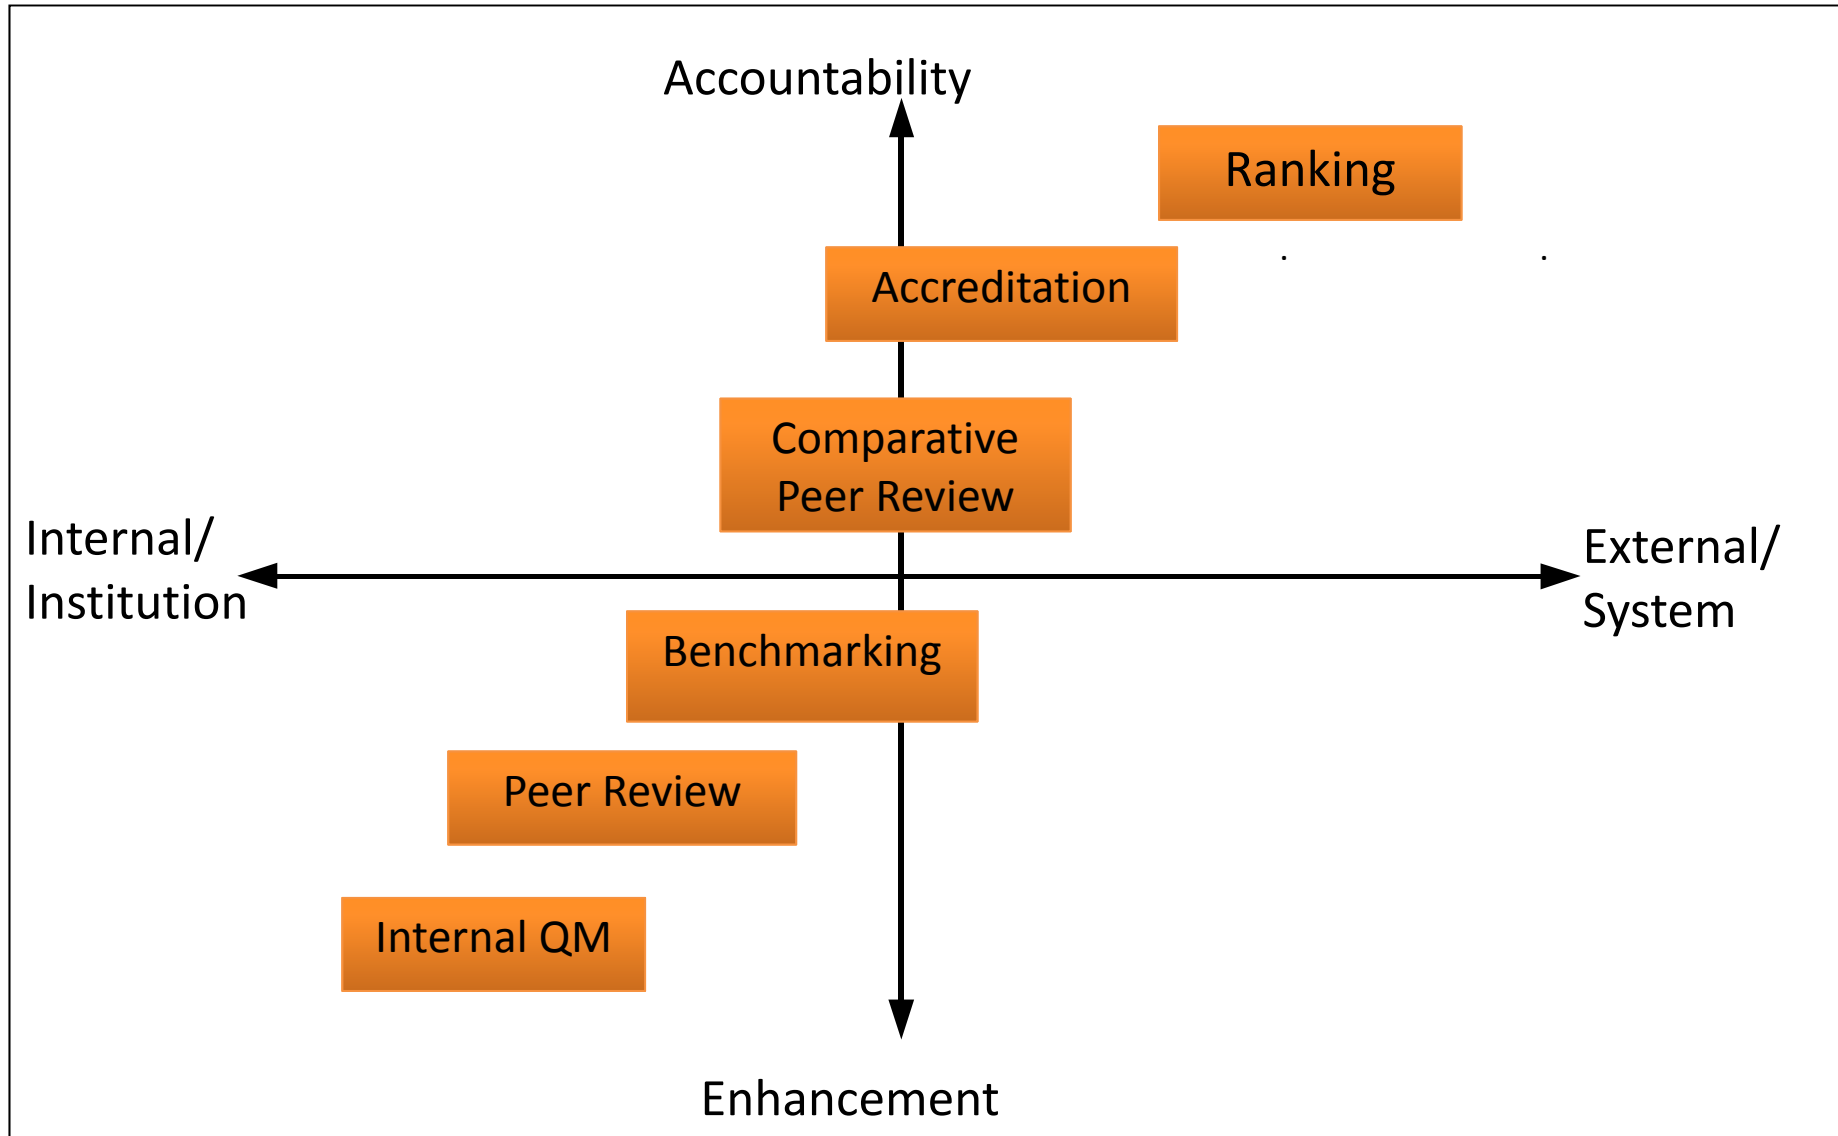 Accountability
Ranking
Accreditation
Comparative
Peer Review
Internal/
Institution
External/
System
Benchmarking
Peer Review
Internal QM
Enhancement